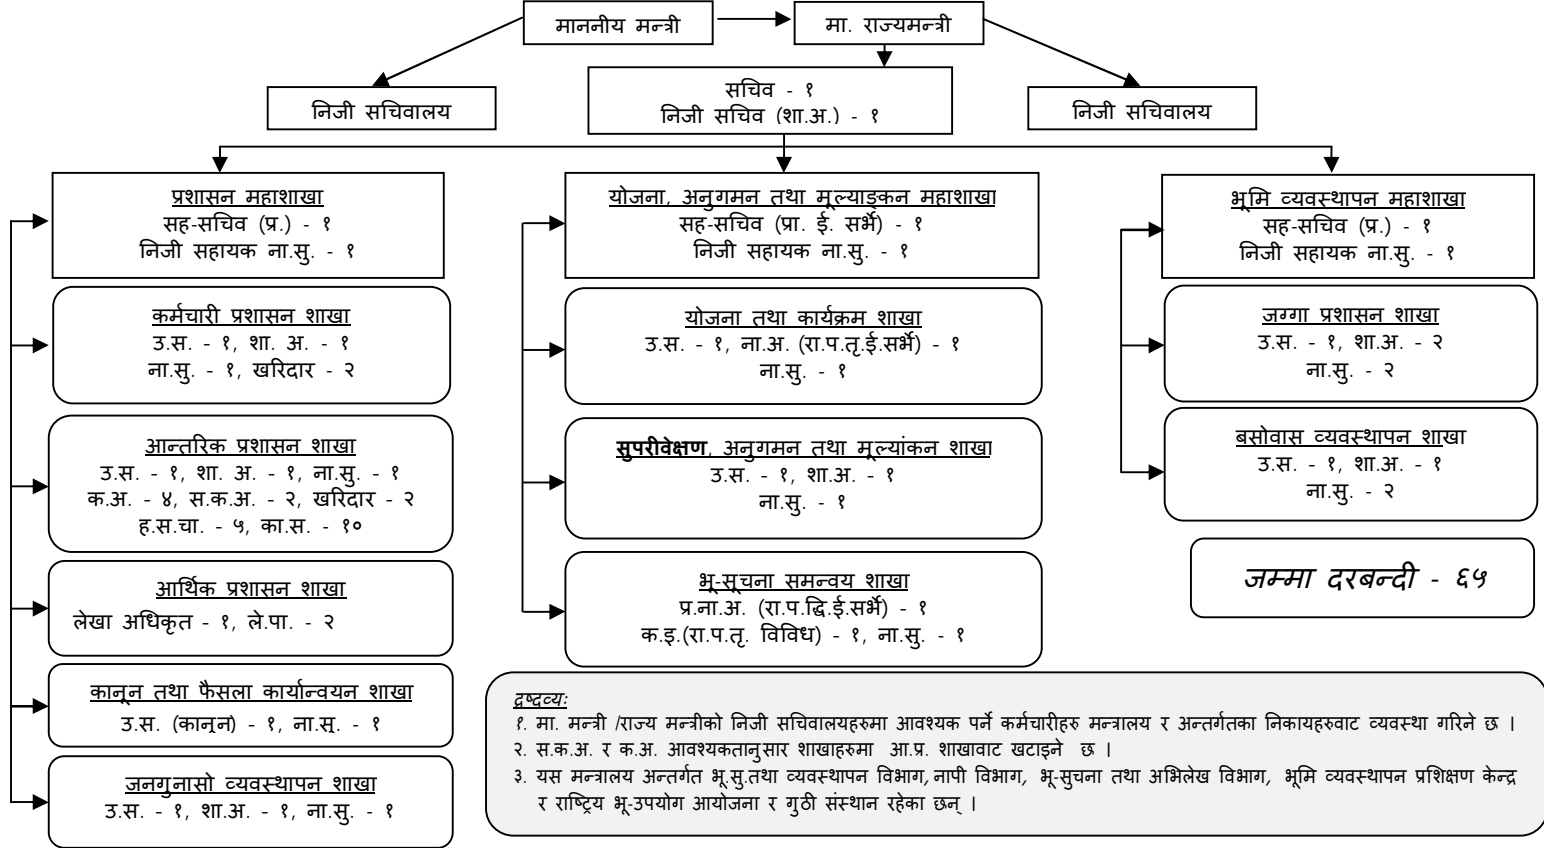 माननीय मन्त्री
मा. राज्यमन्त्री
निजी सचिवालय
सचिव - १
निजी सचिव (शा.अ.) - १
निजी सचिवालय
प्रशासन महाशाखा
सह-सचिव (प्र.) - १
निजी सहायक ना.सु. - १
कर्मचारी प्रशासन शाखा
उ.स. - १, शा. अ. - १
ना.सु. - १, खरिदार - २
आन्तरिक प्रशासन शाखा
उ.स. - १, शा. अ. - १, ना.सु. - १
क.अ. - ४, स.क.अ. - २, खरिदार - २
ह.स.चा. - ५, का.स. - १०
आर्थिक प्रशासन शाखा
लेखा अधिकृत - १, ले.पा. - २
कानून तथा फैसला कार्यान्वयन शाखा
उ.स. (कानून) - १, ना.सु. - १
जनगुनासो व्यवस्थापन शाखा
उ.स. - १, शा.अ. - १, ना.सु. - १
योजना, अनुगमन तथा मूल्याङ्कन महाशाखा
सह-सचिव (प्रा. ई. सर्भे) - १
निजी सहायक ना.सु. - १
योजना तथा कार्यक्रम शाखा
उ.स. - १, ना.अ. (रा.प.तृ.ई.सर्भे) - १
ना.सु. - १
सुपरीवेक्षण, अनुगमन तथा मूल्यांकन शाखा
उ.स. - १, शा.अ. - १
ना.सु. - १
भू-सूचना समन्वय शाखा
प्र.ना.अ. (रा.प.द्धि.ई.सर्भे) - १
क.इ.(रा.प.तृ. विविध) - १, ना.सु. - १
भूमि व्यवस्थापन महाशाखा
सह-सचिव (प्र.) - १
निजी सहायक ना.सु. - १
जग्गा प्रशासन शाखा
उ.स. - १, शा.अ. - २
ना.सु. - २
बसोवास व्यवस्थापन शाखा
उ.स. - १, शा.अ. - १
ना.सु. - २
जम्मा दरबन्दी - ६५
द्रष्टव्यः
१. मा. मन्त्री /राज्य मन्त्रीको निजी सचिवालयहरुमा आवश्यक पर्ने कर्मचारीहरु मन्त्रालय र अन्तर्गतका निकायहरुवाट व्यवस्था गरिने छ ।
२. स.क.अ. र क.अ. आवश्यकतानुसार शाखाहरुमा आ.प्र. शाखावाट खटाइने छ ।
३. यस मन्त्रालय अन्तर्गत भू.सु.तथा व्यवस्थापन विभाग,नापी विभाग, भू-सुचना तथा अभिलेख विभाग, भूमि व्यवस्थापन प्रशिक्षण केन्द्र
र राष्ट्रिय भू-उपयोग आयोजना र गुठी संस्थान रहेका छन् ।